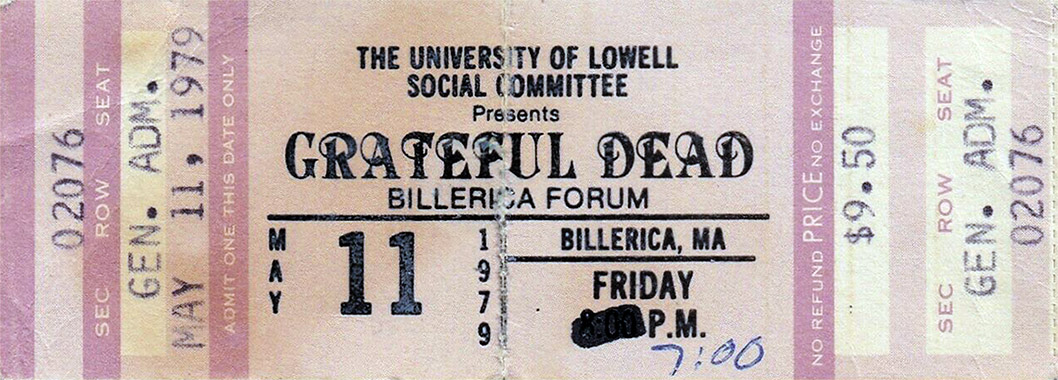 02076
SEC ROW SEAT
GEN. ADM.
MAY 11, 1979
ADMIT ONE THIS DATE ONLY
THE UNIVERSITY OF LOWELL
SOCIAL COMMITTEE
Presents
GRATEFUL DEAD
BILLERICA FORUM
MAY 11 1979
BILLERICA, MA
FRIDAY
8:00 P.M.
7:00
NO REFUND PRICE NO EXCHANGE
$9.50
SEC ROW SEAT
GEN. ADM.
02076